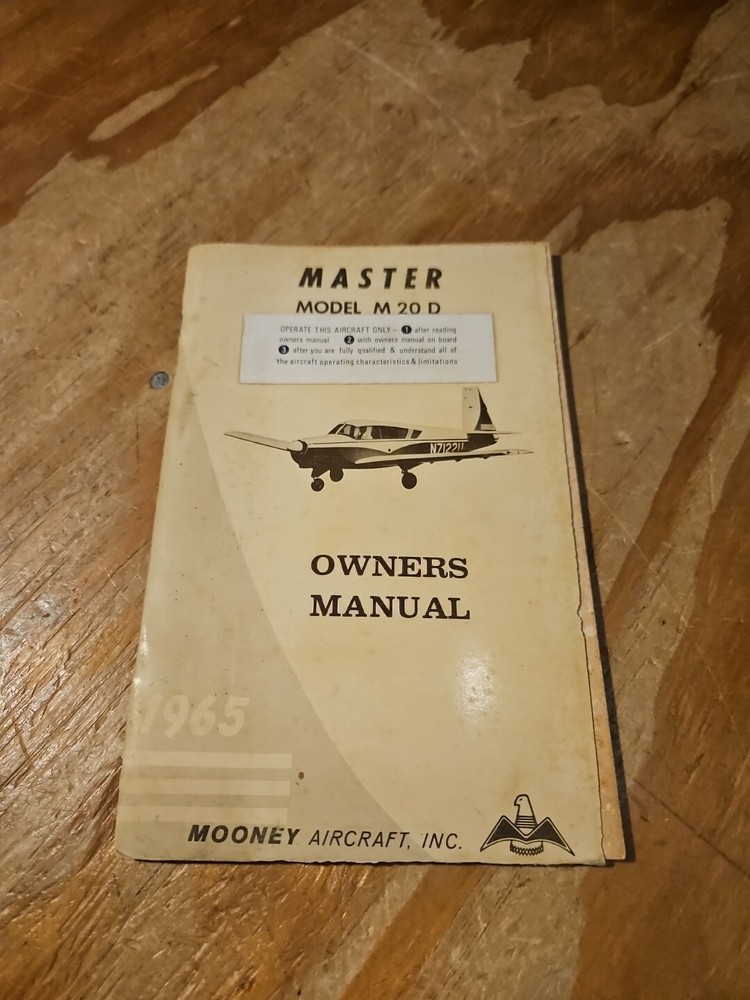 MASTER
MODEL M 20 D
OPERATE THIS AIRCRAFT ONLY – 1 after reading
owners manual 2 with owners manual on board
3 after you are fully qualified & understand all of
the aircraft operating characteristics & limitations
N7122U
OWNERS
MANUAL
1965
MOONEY AIRCRAFT, INC.